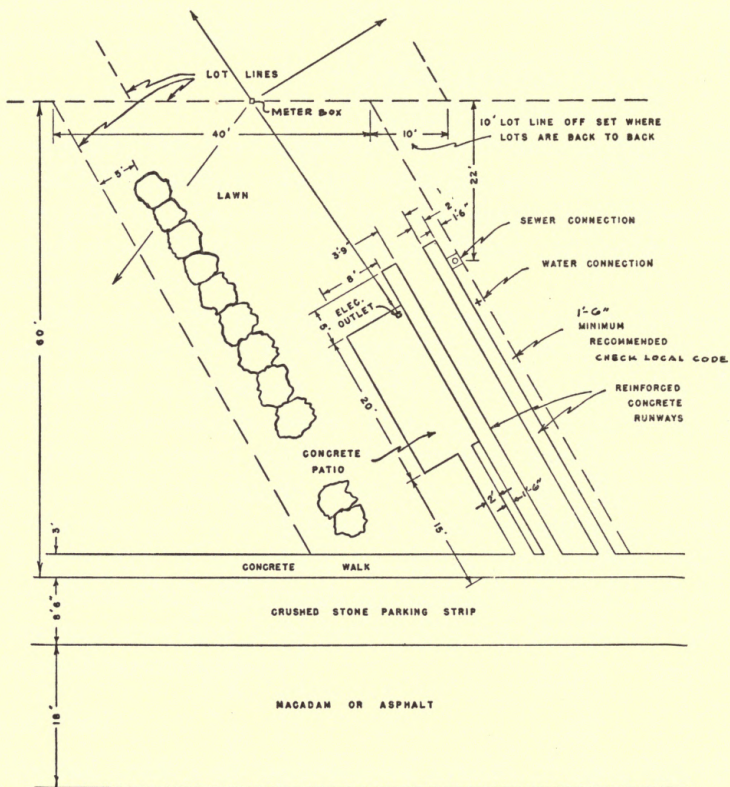 LOT LINES
METER BOX
40'
10'
10' LOT LINE OFF SET WHERE
LOTS ARE BACK TO BACK
5'
LAWN
22'
2'
1'-6"
SEWER CONNECTION
3'9"
8'
WATER CONNECTION
ELEC.
OUTLET
1'-6"
MINIMUM
RECOMMENDED
CHECK LOCAL CODE
60'
20'
REINFORCED
CONCRETE
RUNWAYS
CONCRETE
PATIO
2'
1'-6"
15'
3'
CONCRETE WALK
8'6"
CRUSHED STONE PARKING STRIP
18'
MACADAM OR ASPHALT